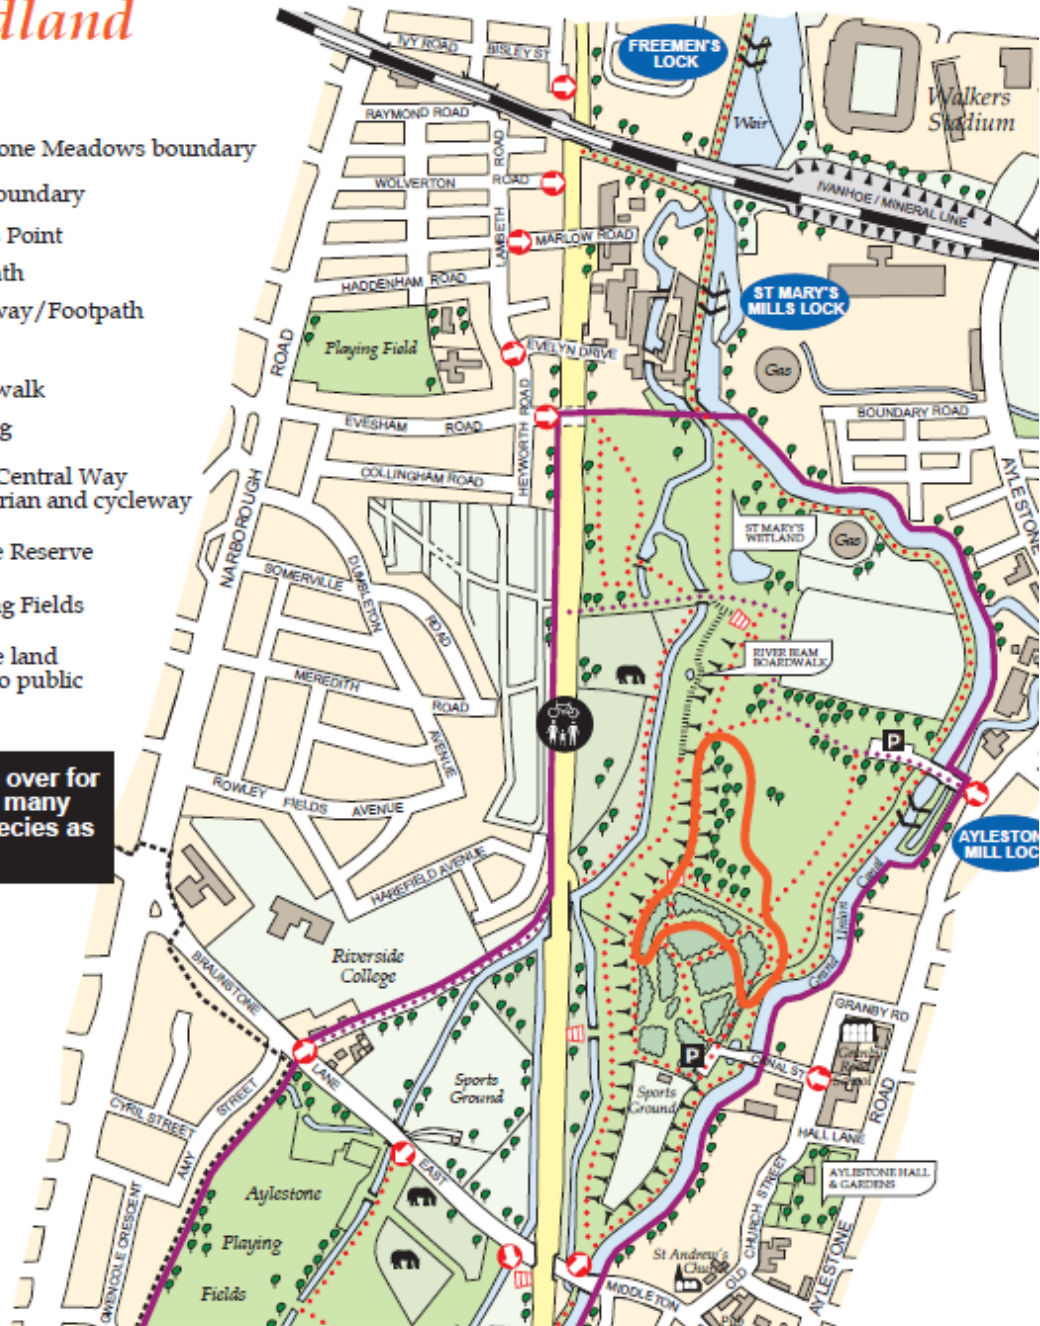 dland
one Meadows boundary
oundary
Point
th
way/Footpath
walk
g
Central Way
rian and cycleway
e Reserve
g Fields
e land
o public
over for
many
ecies as
IVY ROAD
BISLEY ST
FREEMEN'S
LOCK
Weir
Walkers
Stadium
RAYMOND ROAD
WOLVERTON ROAD
LAMBETH ROAD
MARLOW ROAD
IVANHOE / MINERAL LINE
HADDENHAM ROAD
ST MARY'S
MILLS LOCK
ROAD
Playing Field
EVELYN DRIVE
Gas
EVESHAM ROAD
HEYWORTH ROAD
BOUNDARY ROAD
COLLINGHAM ROAD
AYLESTONE
NARBOROUGH
ST MARY'S
WETLAND
Gas
SOMERVILLE
ROAD
DUMBLETON
AVENUE
RIVER BIAM
BOARDWALK
MEREDITH
ROAD
P
ROWLEY FIELDS AVENUE
AYLESTON
MILL LOC
HAREFIELD AVENUE
Grand Union Canal
Riverside
College
BRAUNSTONE
LANE
EAST
GRANBY RD
Granby
Road
School
P
CANAL ST
Sports
Ground
Sports
Ground
ROAD
CYRIL STREET
AMY STREET
HALL LANE
AYLESTONE HALL
& GARDENS
Aylestone
Playing
Fields
GWENCOLE CRESCENT
CHURCH STREET
OLD
St Andrew's
Church
AYLESTONE
MIDDLETON